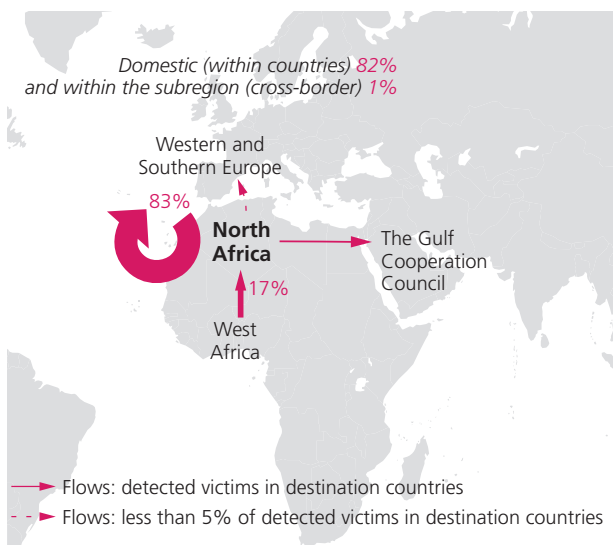 Domestic (within countries) 82%
and within the subregion (cross-border) 1%
Western and
Southern Europe
83%
North
Africa
The Gulf
Cooperation
Council
17%
West
Africa
Flows: detected victims in destination countries
Flows: less than 5% of detected victims in destination countries